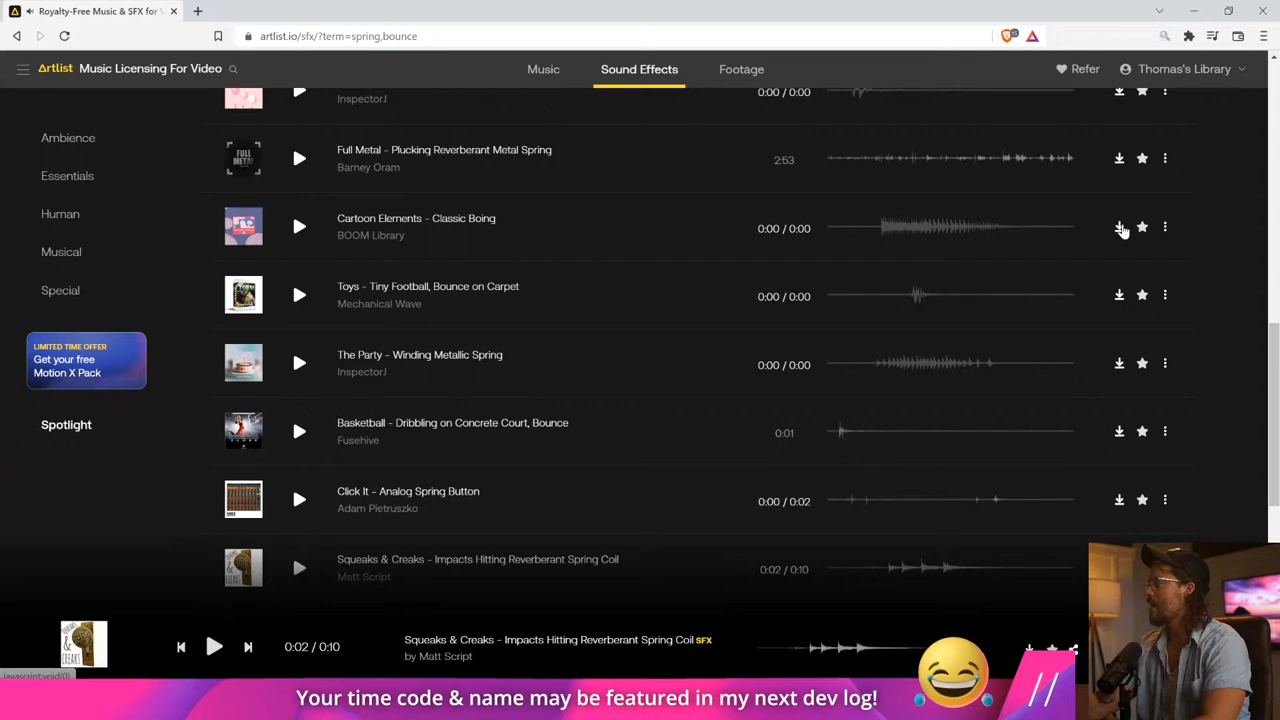 Royalty-Free Music & SFX for
artlist.io/sfx/?term=spring,bounce
Artlist Music Licensing For Video
Music
Sound Effects
Footage
Refer
Thomas's Library
Ambience
Essentials
Human
Musical
Special
LIMITED TIME OFFER
Get your free
Motion X Pack
Spotlight
InspectorJ
0:00 / 0:00
Full Metal - Plucking Reverberant Metal Spring
Barney Oram
2:53
Cartoon Elements - Classic Boing
BOOM Library
0:00 / 0:00
Toys - Tiny Football, Bounce on Carpet
Mechanical Wave
0:00 / 0:00
The Party - Winding Metallic Spring
InspectorJ
0:00 / 0:00
Basketball - Dribbling on Concrete Court, Bounce
Fusehive
0:01
Click It - Analog Spring Button
Adam Pietruszko
0:00 / 0:02
Squeaks & Creaks - Impacts Hitting Reverberant Spring Coil
Matt Script
0:02 / 0:10
0:02 / 0:10
Squeaks & Creaks - Impacts Hitting Reverberant Spring Coil SFX
by Matt Script
javascript:void(0)
Your time code & name may be featured in my next dev log!
//